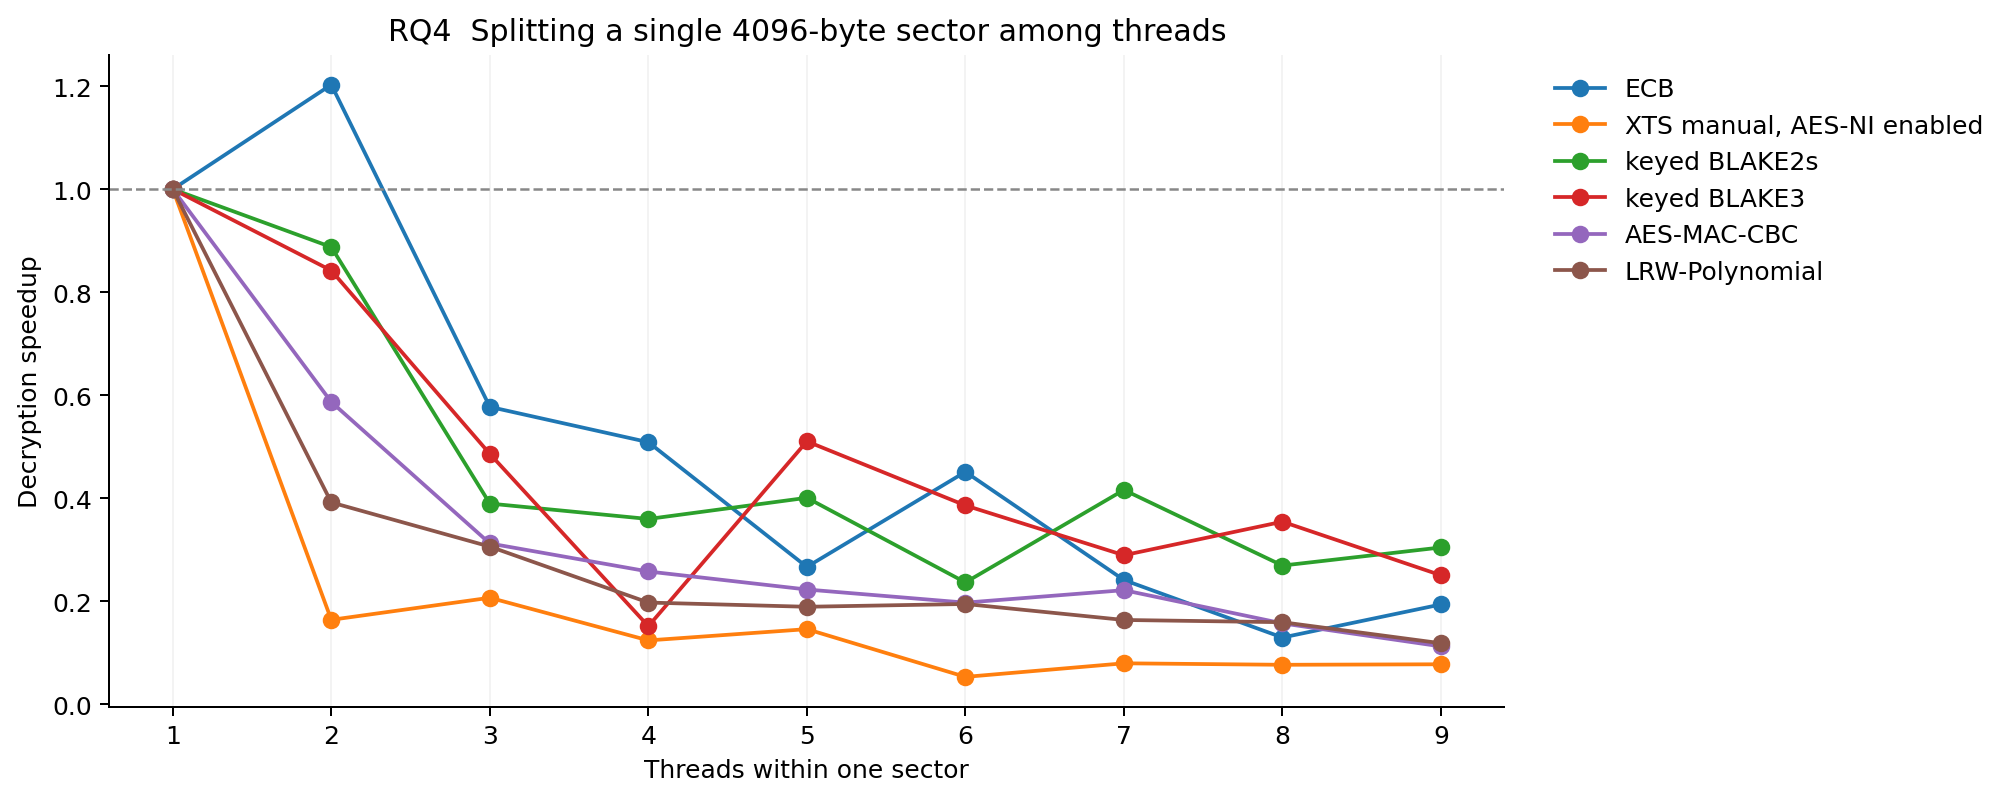 RQ4  Splitting a single 4096-byte sector among threads
Decryption speedup
1.2
1.0
0.8
0.6
0.4
0.2
0.0
1 2 3 4 5 6 7 8 9
Threads within one sector
ECB
XTS manual, AES-NI enabled
keyed BLAKE2s
keyed BLAKE3
AES-MAC-CBC
LRW-Polynomial